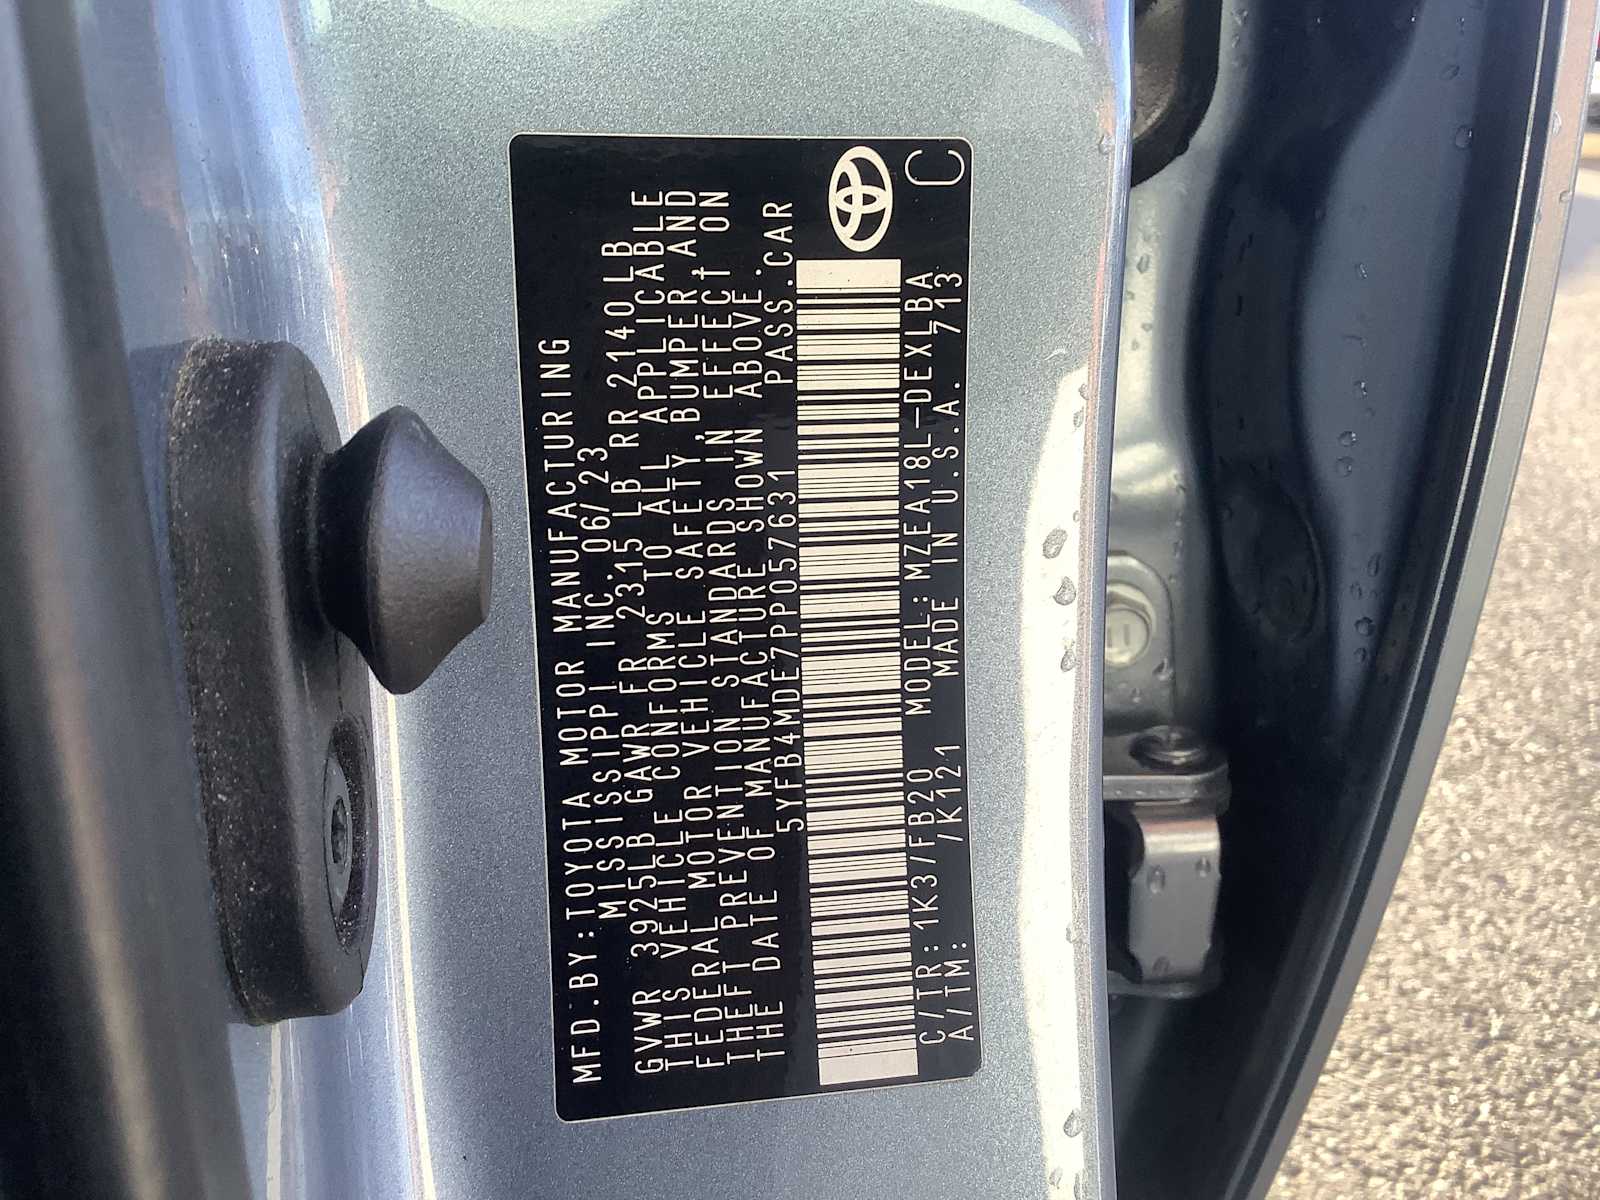 MFD.BY:TOYOTA MOTOR MANUFACTURING
MISSISSIPPI INC. 06/23
GVWR 3925LB GAWR FR 2315 LB RR 2140LB
THIS VEHICLE CONFORMS TO ALL APPLICABLE
FEDERAL MOTOR VEHICLE SAFETY,BUMPER,AND
THEFT PREVENTION STANDARDS IN EFFECT ON
THE DATE OF MANUFACTURE SHOWN ABOVE.
5YFB4MDE7PP057631 PASS.CAR
C/TR:1K3/FB20 MODEL:MZEA18L-DEXLBA
A/TM: /K121 MADE IN U.S.A. 713
C